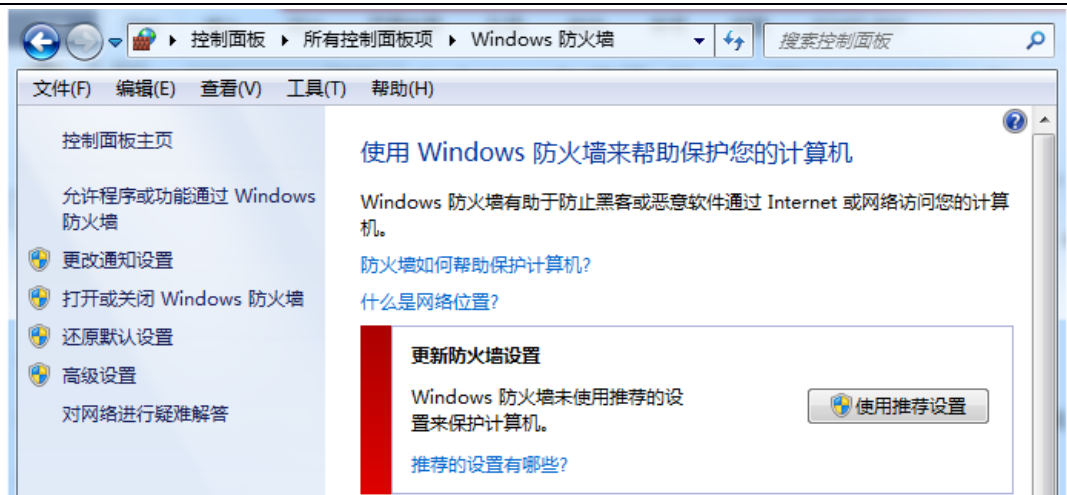 控制面板 ▸ 所有控制面板项 ▸ Windows 防火墙
搜索控制面板
文件(F) 编辑(E) 查看(V) 工具(T) 帮助(H)
控制面板主页
允许程序或功能通过 Windows
防火墙
更改通知设置
打开或关闭 Windows 防火墙
还原默认设置
高级设置
对网络进行疑难解答
使用 Windows 防火墙来帮助保护您的计算机
Windows 防火墙有助于防止黑客或恶意软件通过 Internet 或网络访问您的计算
机。
防火墙如何帮助保护计算机?
什么是网络位置?
更新防火墙设置
Windows 防火墙未使用推荐的设
置来保护计算机。
使用推荐设置
推荐的设置有哪些?